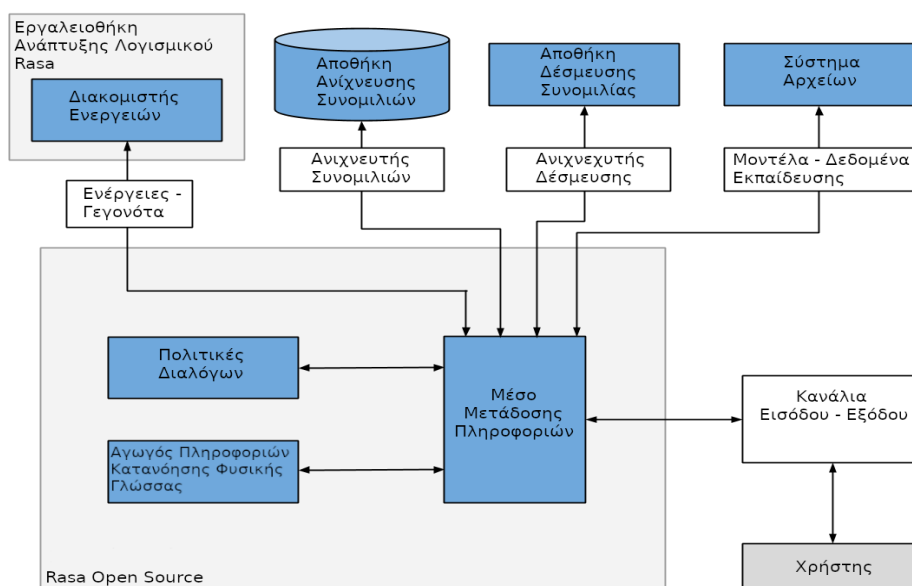 Εργαλειοθήκη
Ανάπτυξης Λογισμικού
Rasa
Διακομιστής
Ενεργειών
Αποθήκη
Ανίχνευσης
Συνομιλιών
Αποθήκη
Δέσμευσης
Συνομιλίας
Σύστημα
Αρχείων
Ενέργειες -
Γεγονότα
Ανιχνευτής
Συνομιλιών
Ανιχνεχυτής
Δέσμευσης
Μοντέλα - Δεδομένα
Εκπαίδευσης
Πολιτικές
Διαλόγων
Αγωγός Πληροφοριών
Κατανόησης Φυσικής
Γλώσσας
Μέσο
Μετάδοσης
Πληροφοριών
Κανάλια
Εισόδου - Εξόδου
Rasa Open Source
Χρήστης